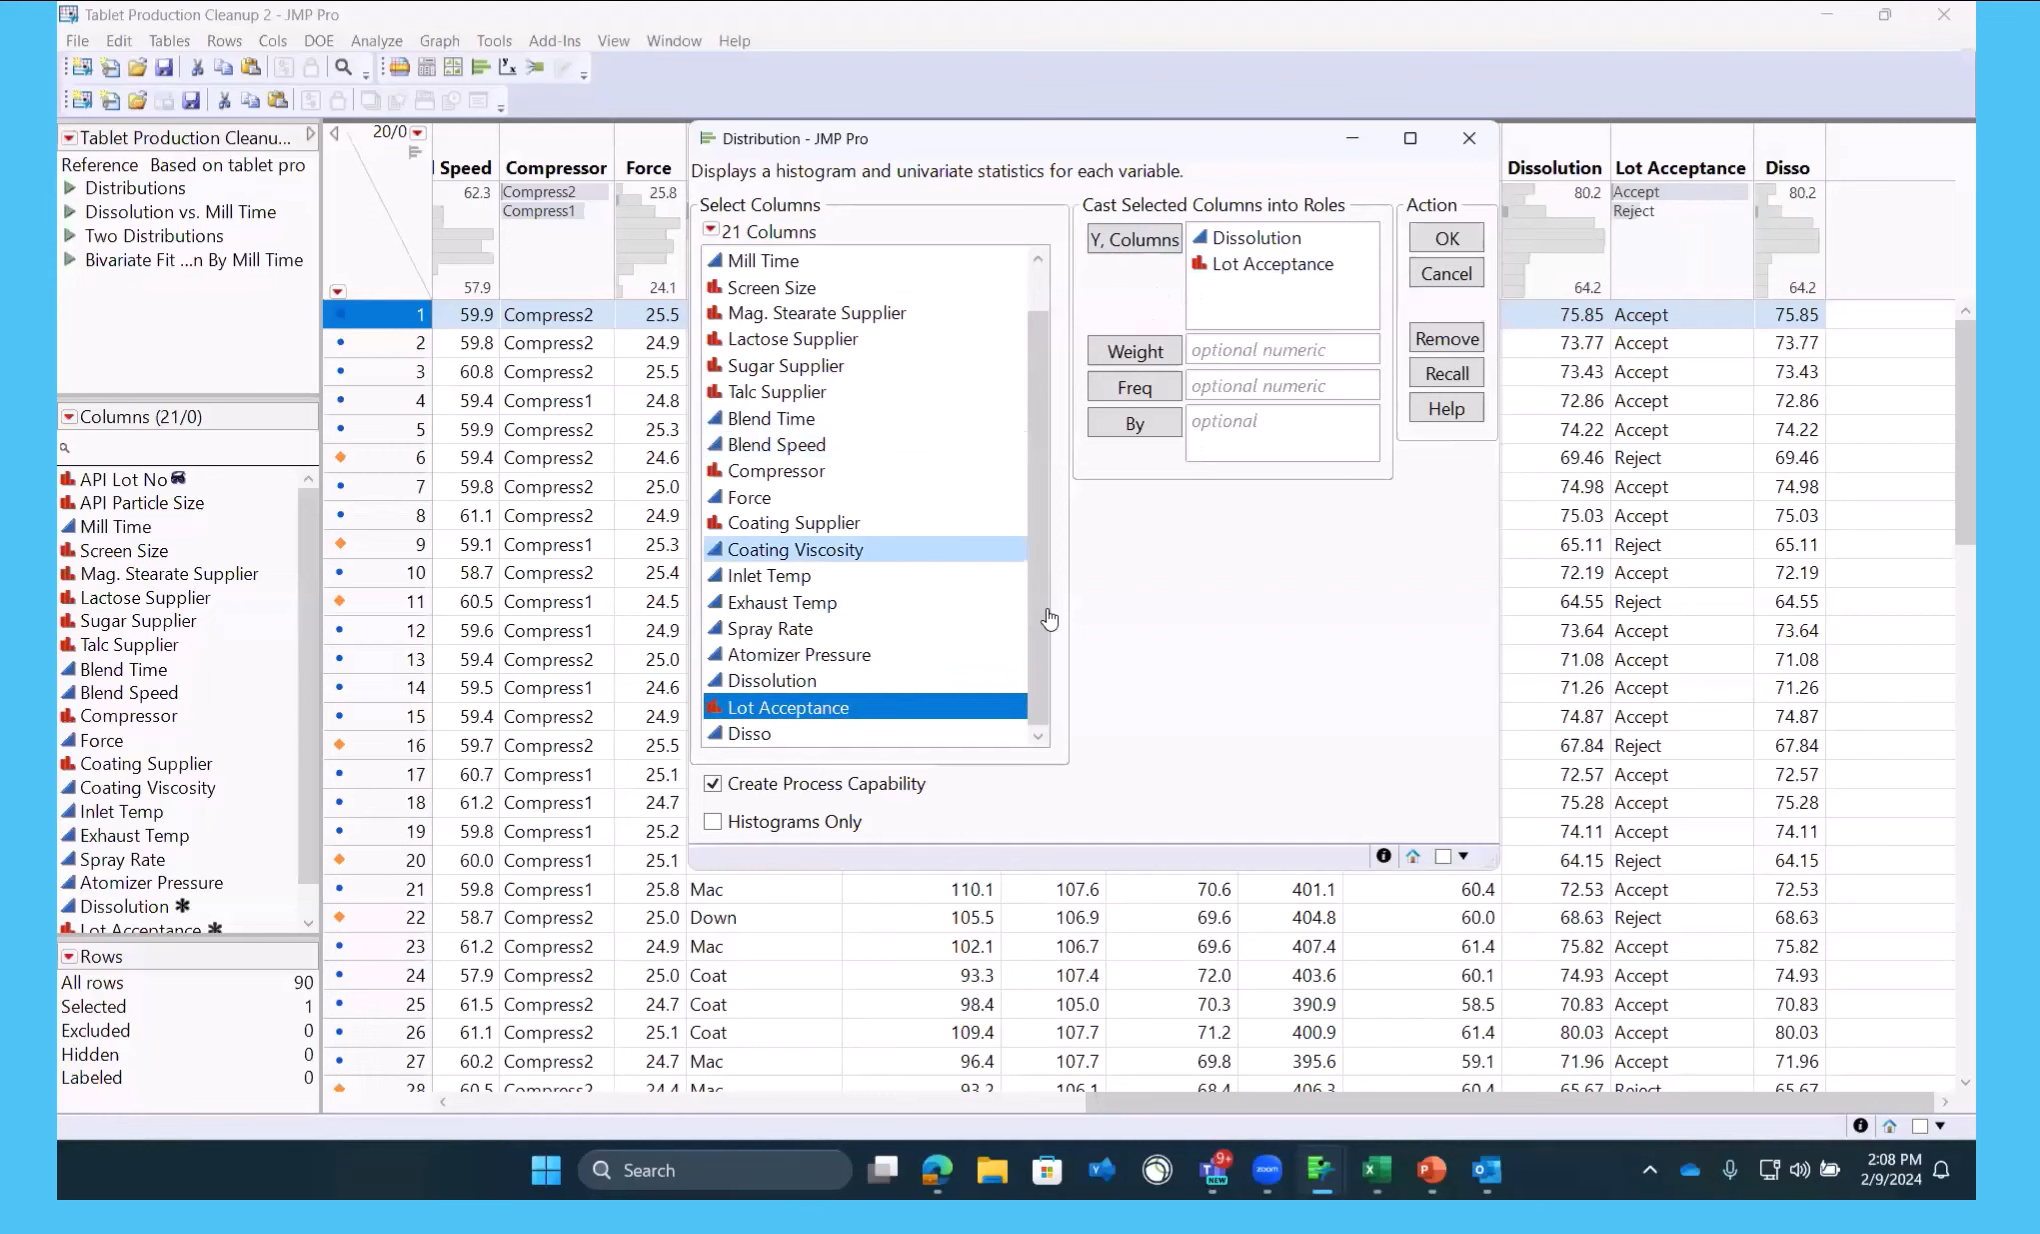 Tablet Production Cleanup 2 - JMP Pro
File Edit Tables Rows Cols DOE Analyze Graph Tools Add-Ins View Window Help
Tablet Production Cleanu...
Reference Based on tablet pro
Distributions
Dissolution vs. Mill Time
Two Distributions
Bivariate Fit ...n By Mill Time
Columns (21/0)
API Lot No
API Particle Size
Mill Time
Screen Size
Mag. Stearate Supplier
Lactose Supplier
Sugar Supplier
Talc Supplier
Blend Time
Blend Speed
Compressor
Force
Coating Supplier
Coating Viscosity
Inlet Temp
Exhaust Temp
Spray Rate
Atomizer Pressure
Dissolution
Lot Acceptance
Rows
All rows 90
Selected 1
Excluded 0
Hidden 0
Labeled 0
20/0
Speed Compressor Force
62.3 Compress2 25.8
Compress1
57.9 24.1
1 59.9 Compress2 25.5
2 59.8 Compress2 24.9
3 60.8 Compress2 25.5
4 59.4 Compress1 24.8
5 59.9 Compress2 25.3
6 59.4 Compress2 24.6
7 59.8 Compress2 25.0
8 61.1 Compress2 24.9
9 59.1 Compress1 25.3
10 58.7 Compress2 25.4
11 60.5 Compress1 24.5
12 59.6 Compress1 24.9
13 59.4 Compress2 25.0
14 59.5 Compress1 24.6
15 59.4 Compress2 24.9
16 59.7 Compress2 25.5
17 60.7 Compress1 25.1
18 61.2 Compress1 24.7
19 59.8 Compress1 25.2
20 60.0 Compress1 25.1
21 59.8 Compress1 25.8 Mac 110.1 107.6 70.6 401.1 60.4 72.53 Accept 72.53
22 58.7 Compress2 25.0 Down 105.5 106.9 69.6 404.8 60.0 68.63 Reject 68.63
23 61.2 Compress2 24.9 Mac 102.1 106.7 69.6 407.4 61.4 75.82 Accept 75.82
24 57.9 Compress2 25.0 Coat 93.3 107.4 72.0 403.6 60.1 74.93 Accept 74.93
25 61.5 Compress2 24.7 Coat 98.4 105.0 70.3 390.9 58.5 70.83 Accept 70.83
26 61.1 Compress2 25.1 Coat 109.4 107.7 71.2 400.9 61.4 80.03 Accept 80.03
27 60.2 Compress2 24.7 Mac 96.4 107.7 69.8 395.6 59.1 71.96 Accept 71.96
28 60.5 Compress2 24.4 Mac 93.2 106.1 68.4 406.3 60.4 65.67 Reject 65.67
Distribution - JMP Pro
Displays a histogram and univariate statistics for each variable.
Select Columns
21 Columns
Mill Time
Screen Size
Mag. Stearate Supplier
Lactose Supplier
Sugar Supplier
Talc Supplier
Blend Time
Blend Speed
Compressor
Force
Coating Supplier
Coating Viscosity
Inlet Temp
Exhaust Temp
Spray Rate
Atomizer Pressure
Dissolution
Lot Acceptance
Disso
Create Process Capability
Histograms Only
Cast Selected Columns into Roles
Y, Columns
Dissolution
Lot Acceptance
Weight optional numeric
Freq optional numeric
By optional
Action
OK
Cancel
Remove
Recall
Help
Dissolution Lot Acceptance Disso
80.2 Accept 80.2
Reject
64.2 64.2
75.85 Accept 75.85
73.77 Accept 73.77
73.43 Accept 73.43
72.86 Accept 72.86
74.22 Accept 74.22
69.46 Reject 69.46
74.98 Accept 74.98
75.03 Accept 75.03
65.11 Reject 65.11
72.19 Accept 72.19
64.55 Reject 64.55
73.64 Accept 73.64
71.08 Accept 71.08
71.26 Accept 71.26
74.87 Accept 74.87
67.84 Reject 67.84
72.57 Accept 72.57
75.28 Accept 75.28
74.11 Accept 74.11
64.15 Reject 64.15
Search
9+
NEW
zoom
2:08 PM
2/9/2024